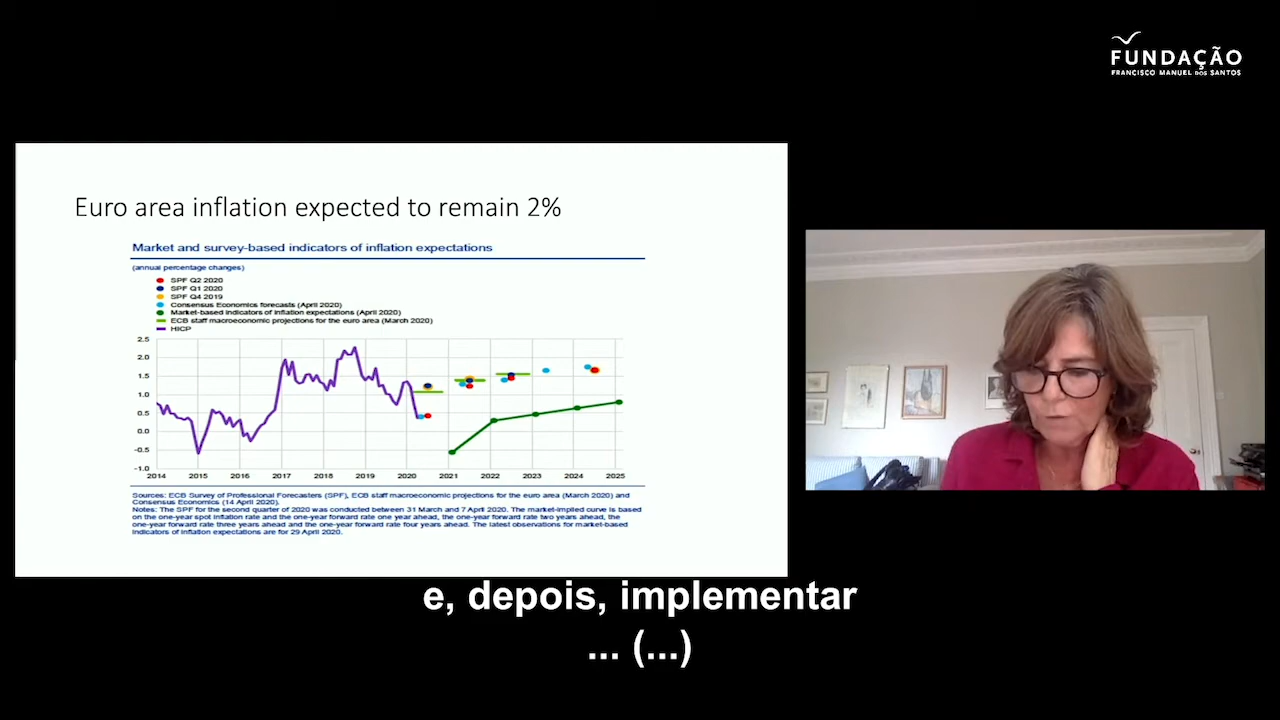 FUNDAÇÃO
FRANCISCO MANUEL DOS SANTOS
Euro area inflation expected to remain 2%
Market and survey-based indicators of inflation expectations
(annual percentage changes)
SPF Q2 2020
SPF Q1 2020
SPF Q4 2019
Consensus Economics forecasts (April 2020)
Market-based indicators of inflation expectations (April 2020)
ECB staff macroeconomic projections for the euro area (March 2020)
HICP
2.5
2.0
1.5
1.0
0.5
0.0
-0.5
-1.0
2014 2015 2016 2017 2018 2019 2020 2021 2022 2023 2024 2025
Sources: ECB Survey of Professional Forecasters (SPF), ECB staff macroeconomic projections for the euro area (March 2020) and
Consensus Economics (14 April 2020).
Notes: The SPF for the second quarter of 2020 was conducted between 31 March and 7 April 2020. The market-implied curve is based
on the one-year spot inflation rate and the one-year forward rate one year ahead, the one-year forward rate two years ahead, the
one-year forward rate three years ahead and the one-year forward rate four years ahead. The latest observations for market-based
indicators of inflation expectations are for 29 April 2020.
e, depois, implementar
... (...)